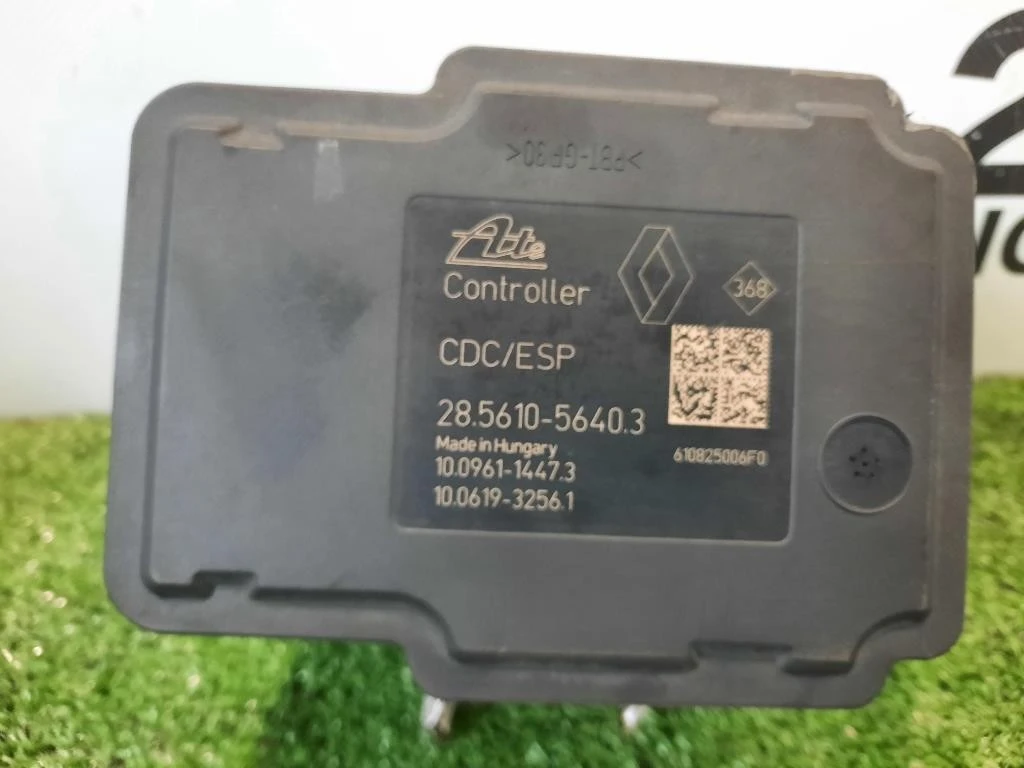 2
>PBT-GF30<
Ate
Controller
368
CDC/ESP
28.5610-5640.3
Made in Hungary
610825006F0
10.0961-1447.3
10.0619-3256.1